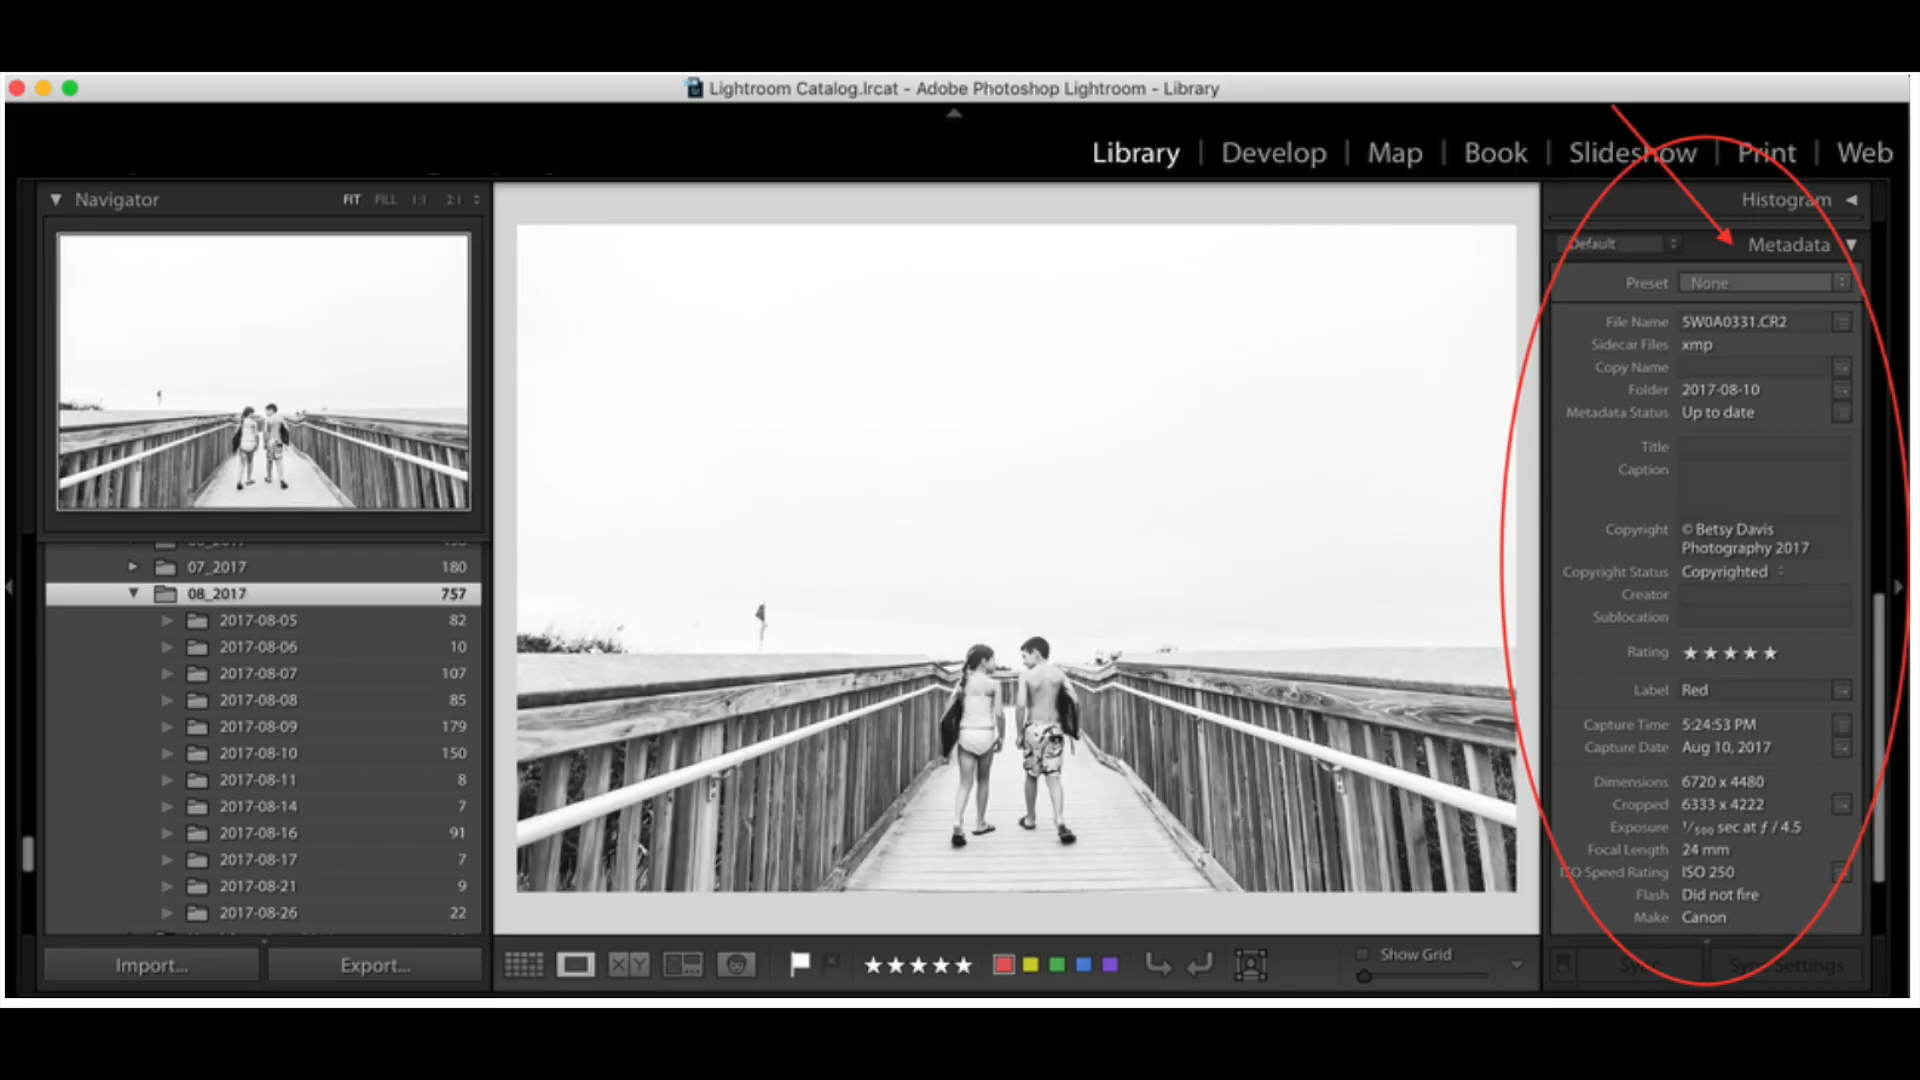 Lightroom Catalog.lrcat - Adobe Photoshop Lightroom - Library
Library | Develop | Map | Book | Slideshow | Print | Web
Navigator FIT FILL 1:1 2:1
07_2017 180
08_2017 757
2017-08-05 82
2017-08-06 10
2017-08-07 107
2017-08-08 85
2017-08-09 179
2017-08-10 150
2017-08-11 8
2017-08-14 7
2017-08-16 91
2017-08-17 7
2017-08-21 9
2017-08-26 22
Import... Export...
X Y
Show Grid
Histogram
Default Metadata
Preset None
File Name 5W0A0331.CR2
Sidecar Files xmp
Copy Name
Folder 2017-08-10
Metadata Status Up to date
Title
Caption
Copyright © Betsy Davis
Photography 2017
Copyright Status Copyrighted
Creator
Sublocation
Rating ★★★★★
Label Red
Capture Time 5:24:53 PM
Capture Date Aug 10, 2017
Dimensions 6720 x 4480
Cropped 6333 x 4222
Exposure 1/500 sec at ƒ / 4.5
Focal Length 24 mm
ISO Speed Rating ISO 250
Flash Did not fire
Make Canon
Sync Sync Settings